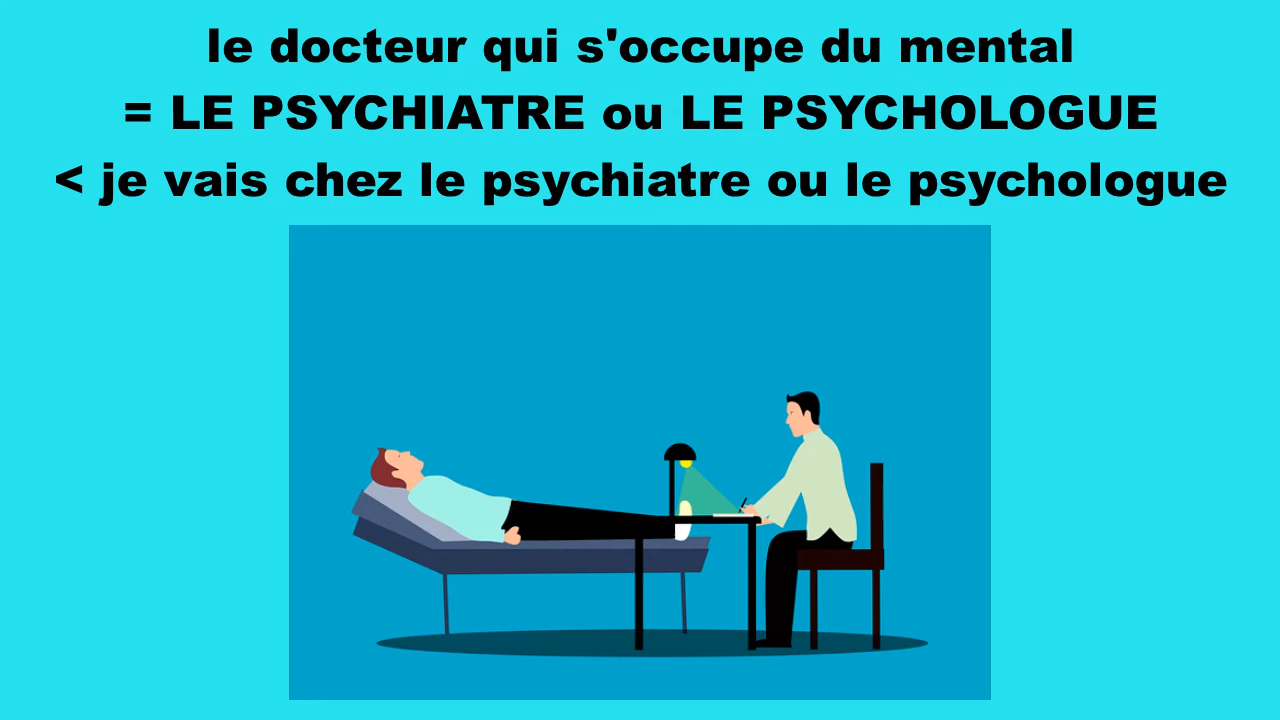 le docteur qui s'occupe du mental
= LE PSYCHIATRE ou LE PSYCHOLOGUE
< je vais chez le psychiatre ou le psychologue